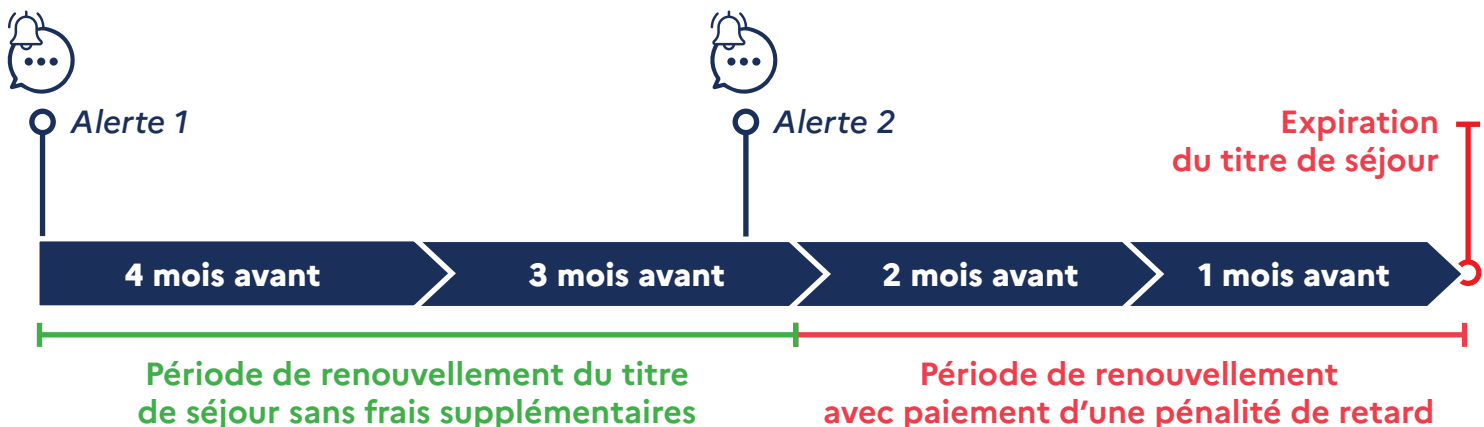 Alerte 1
Alerte 2
Expiration
du titre de séjour
4 mois avant
3 mois avant
2 mois avant
1 mois avant
Période de renouvellement du titre
de séjour sans frais supplémentaires
Période de renouvellement
avec paiement d’une pénalité de retard